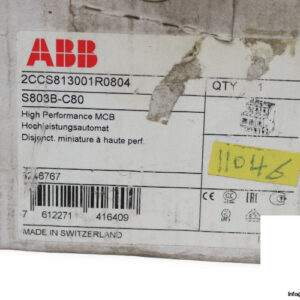 ABB
2CCS813001R0804
QTY 1
S803B-C80
High Performance MCB
Hochleistungsautomat
Disjonct. miniature à haute perf.
11046
7 612271 416409
MADE IN SWITZERLAND